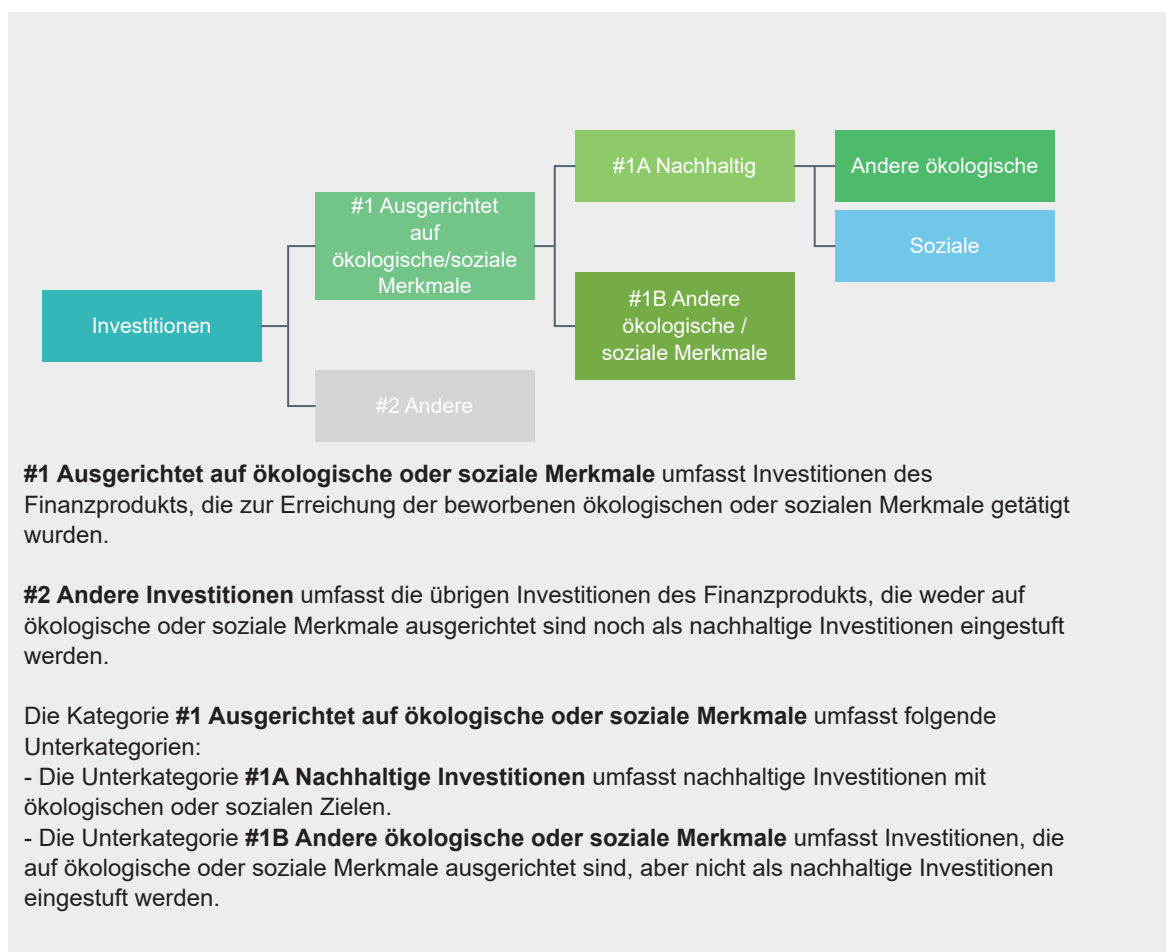 #1A Nachhaltig
Andere ökologische
#1 Ausgerichtet
auf
ökologische/soziale
Merkmale
Soziale
Investitionen
#1B Andere
ökologische /
soziale Merkmale
#2 Andere
#1 Ausgerichtet auf ökologische oder soziale Merkmale umfasst Investitionen des
Finanzprodukts, die zur Erreichung der beworbenen ökologischen oder sozialen Merkmale getätigt
wurden.
#2 Andere Investitionen umfasst die übrigen Investitionen des Finanzprodukts, die weder auf
ökologische oder soziale Merkmale ausgerichtet sind noch als nachhaltige Investitionen eingestuft
werden.
Die Kategorie #1 Ausgerichtet auf ökologische oder soziale Merkmale umfasst folgende
Unterkategorien:
- Die Unterkategorie #1A Nachhaltige Investitionen umfasst nachhaltige Investitionen mit
ökologischen oder sozialen Zielen.
- Die Unterkategorie #1B Andere ökologische oder soziale Merkmale umfasst Investitionen, die
auf ökologische oder soziale Merkmale ausgerichtet sind, aber nicht als nachhaltige Investitionen
eingestuft werden.